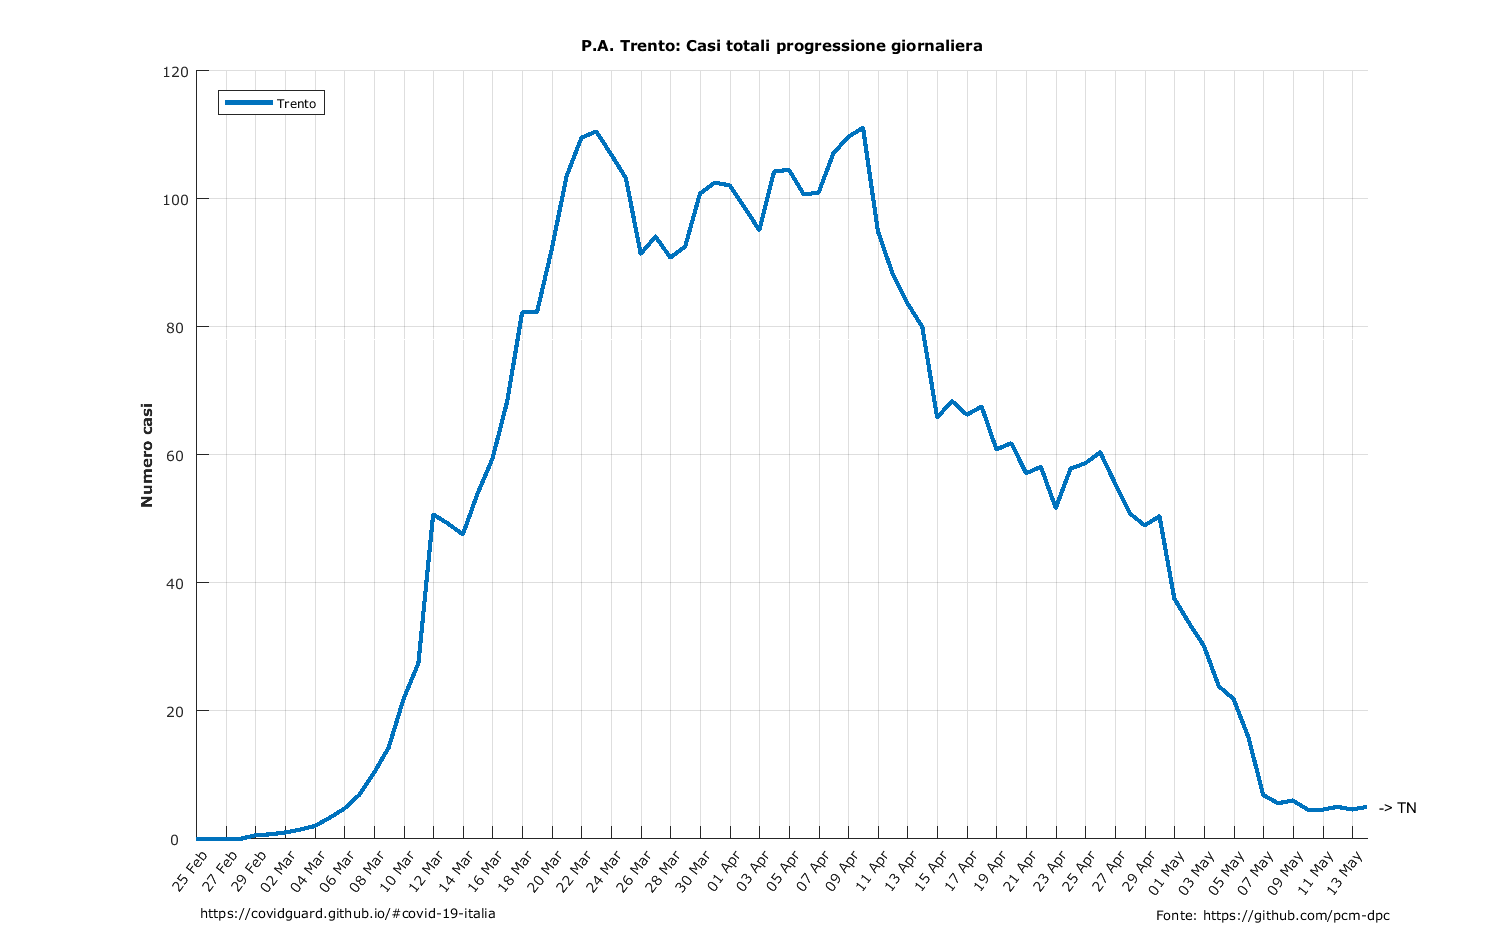 P.A. Trento: Casi totali progressione giornaliera
120
Trento
100
80
60
40
20
0
Numero casi
-> TN
25 Feb
27 Feb
29 Feb
02 Mar
04 Mar
06 Mar
08 Mar
10 Mar
12 Mar
14 Mar
16 Mar
18 Mar
20 Mar
22 Mar
24 Mar
26 Mar
28 Mar
30 Mar
01 Apr
03 Apr
05 Apr
07 Apr
09 Apr
11 Apr
13 Apr
15 Apr
17 Apr
19 Apr
21 Apr
23 Apr
25 Apr
27 Apr
29 Apr
01 May
03 May
05 May
07 May
09 May
11 May
13 May
https://covidguard.github.io/#covid-19-italia
Fonte: https://github.com/pcm-dpc